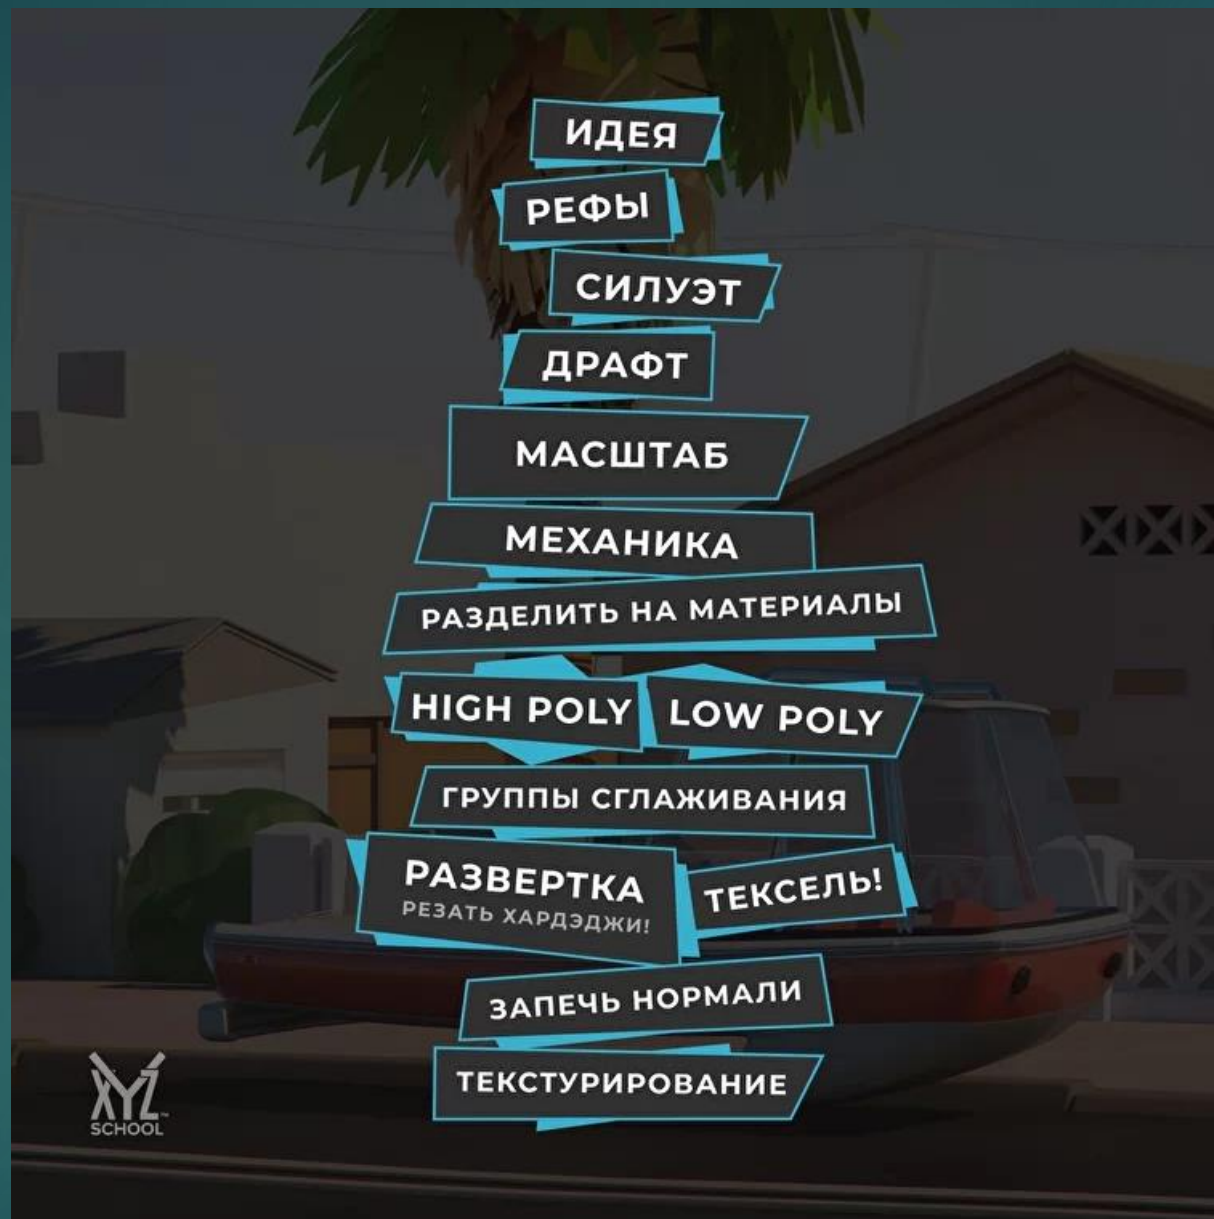 ИДЕЯ
РЕФЫ
СИЛУЭТ
ДРАФТ
МАСШТАБ
МЕХАНИКА
РАЗДЕЛИТЬ НА МАТЕРИАЛЫ
HIGH POLY
LOW POLY
ГРУППЫ СГЛАЖИВАНИЯ
РАЗВЕРТКА
РЕЗАТЬ ХАРДЭДЖИ!
ТЕКСЕЛЬ!
ЗАПЕЧЬ НОРМАЛИ
ТЕКСТУРИРОВАНИЕ
XYZ™
SCHOOL